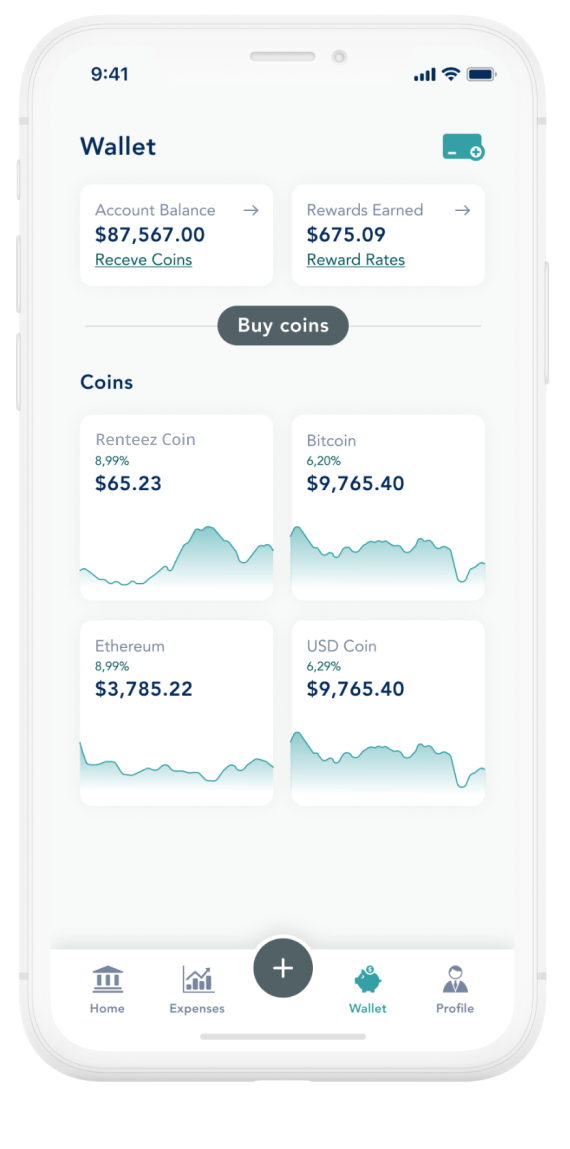 9:41
Wallet
Account Balance
$87,567.00
Receve Coins
Rewards Earned
$675.09
Reward Rates
Buy coins
Coins
Renteez Coin
8,99%
$65.23
Bitcoin
6,20%
$9,765.40
Ethereum
8,99%
$3,785.22
USD Coin
6,29%
$9,765.40
Home
Expenses
Wallet
Profile